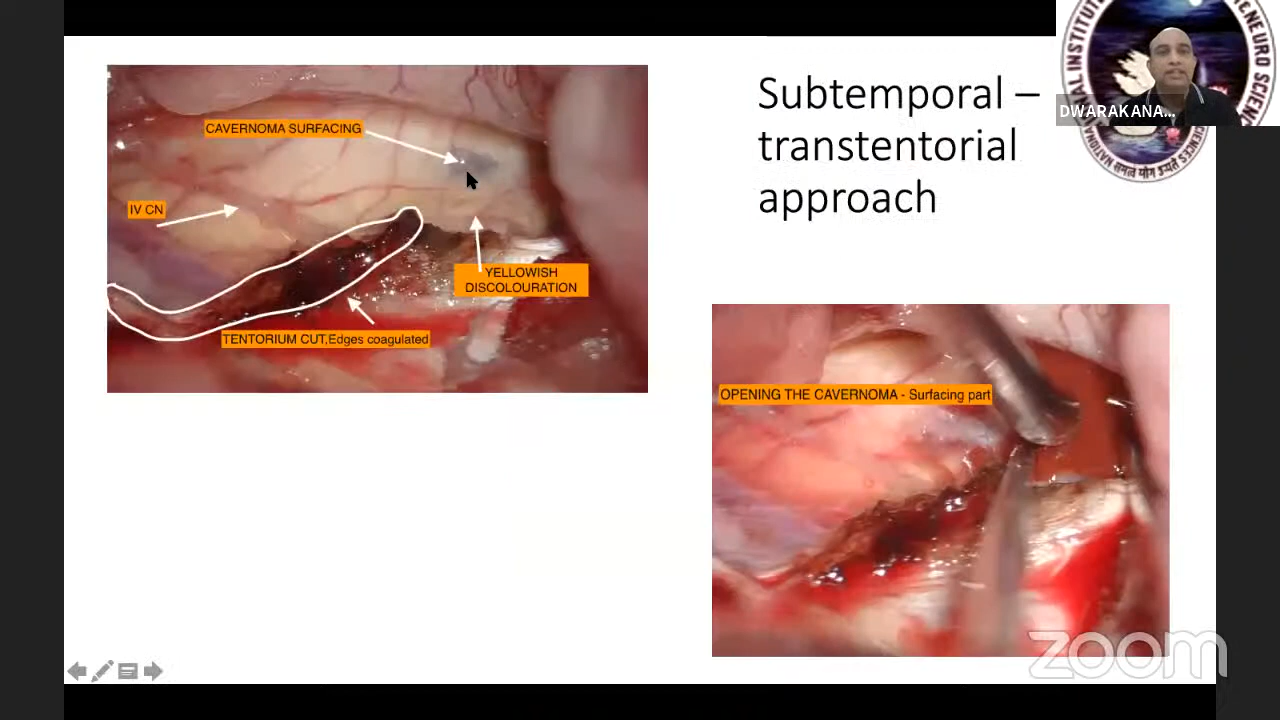 Subtemporal –
transtentorial
approach
CAVERNOMA SURFACING
IV CN
YELLOWISH
DISCOLOURATION
TENTORIUM CUT,Edges coagulated
OPENING THE CAVERNOMA - Surfacing part
DWARAKANA...
zoom